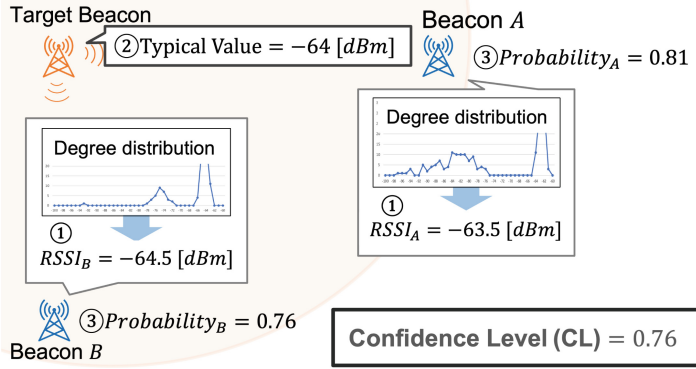 Target Beacon
②Typical Value = −64 [dBm]
Beacon A
③Probability_A = 0.81
Degree distribution
①
RSSI_A = −63.5 [dBm]
Degree distribution
①
RSSI_B = −64.5 [dBm]
③Probability_B = 0.76
Beacon B
Confidence Level (CL) = 0.76